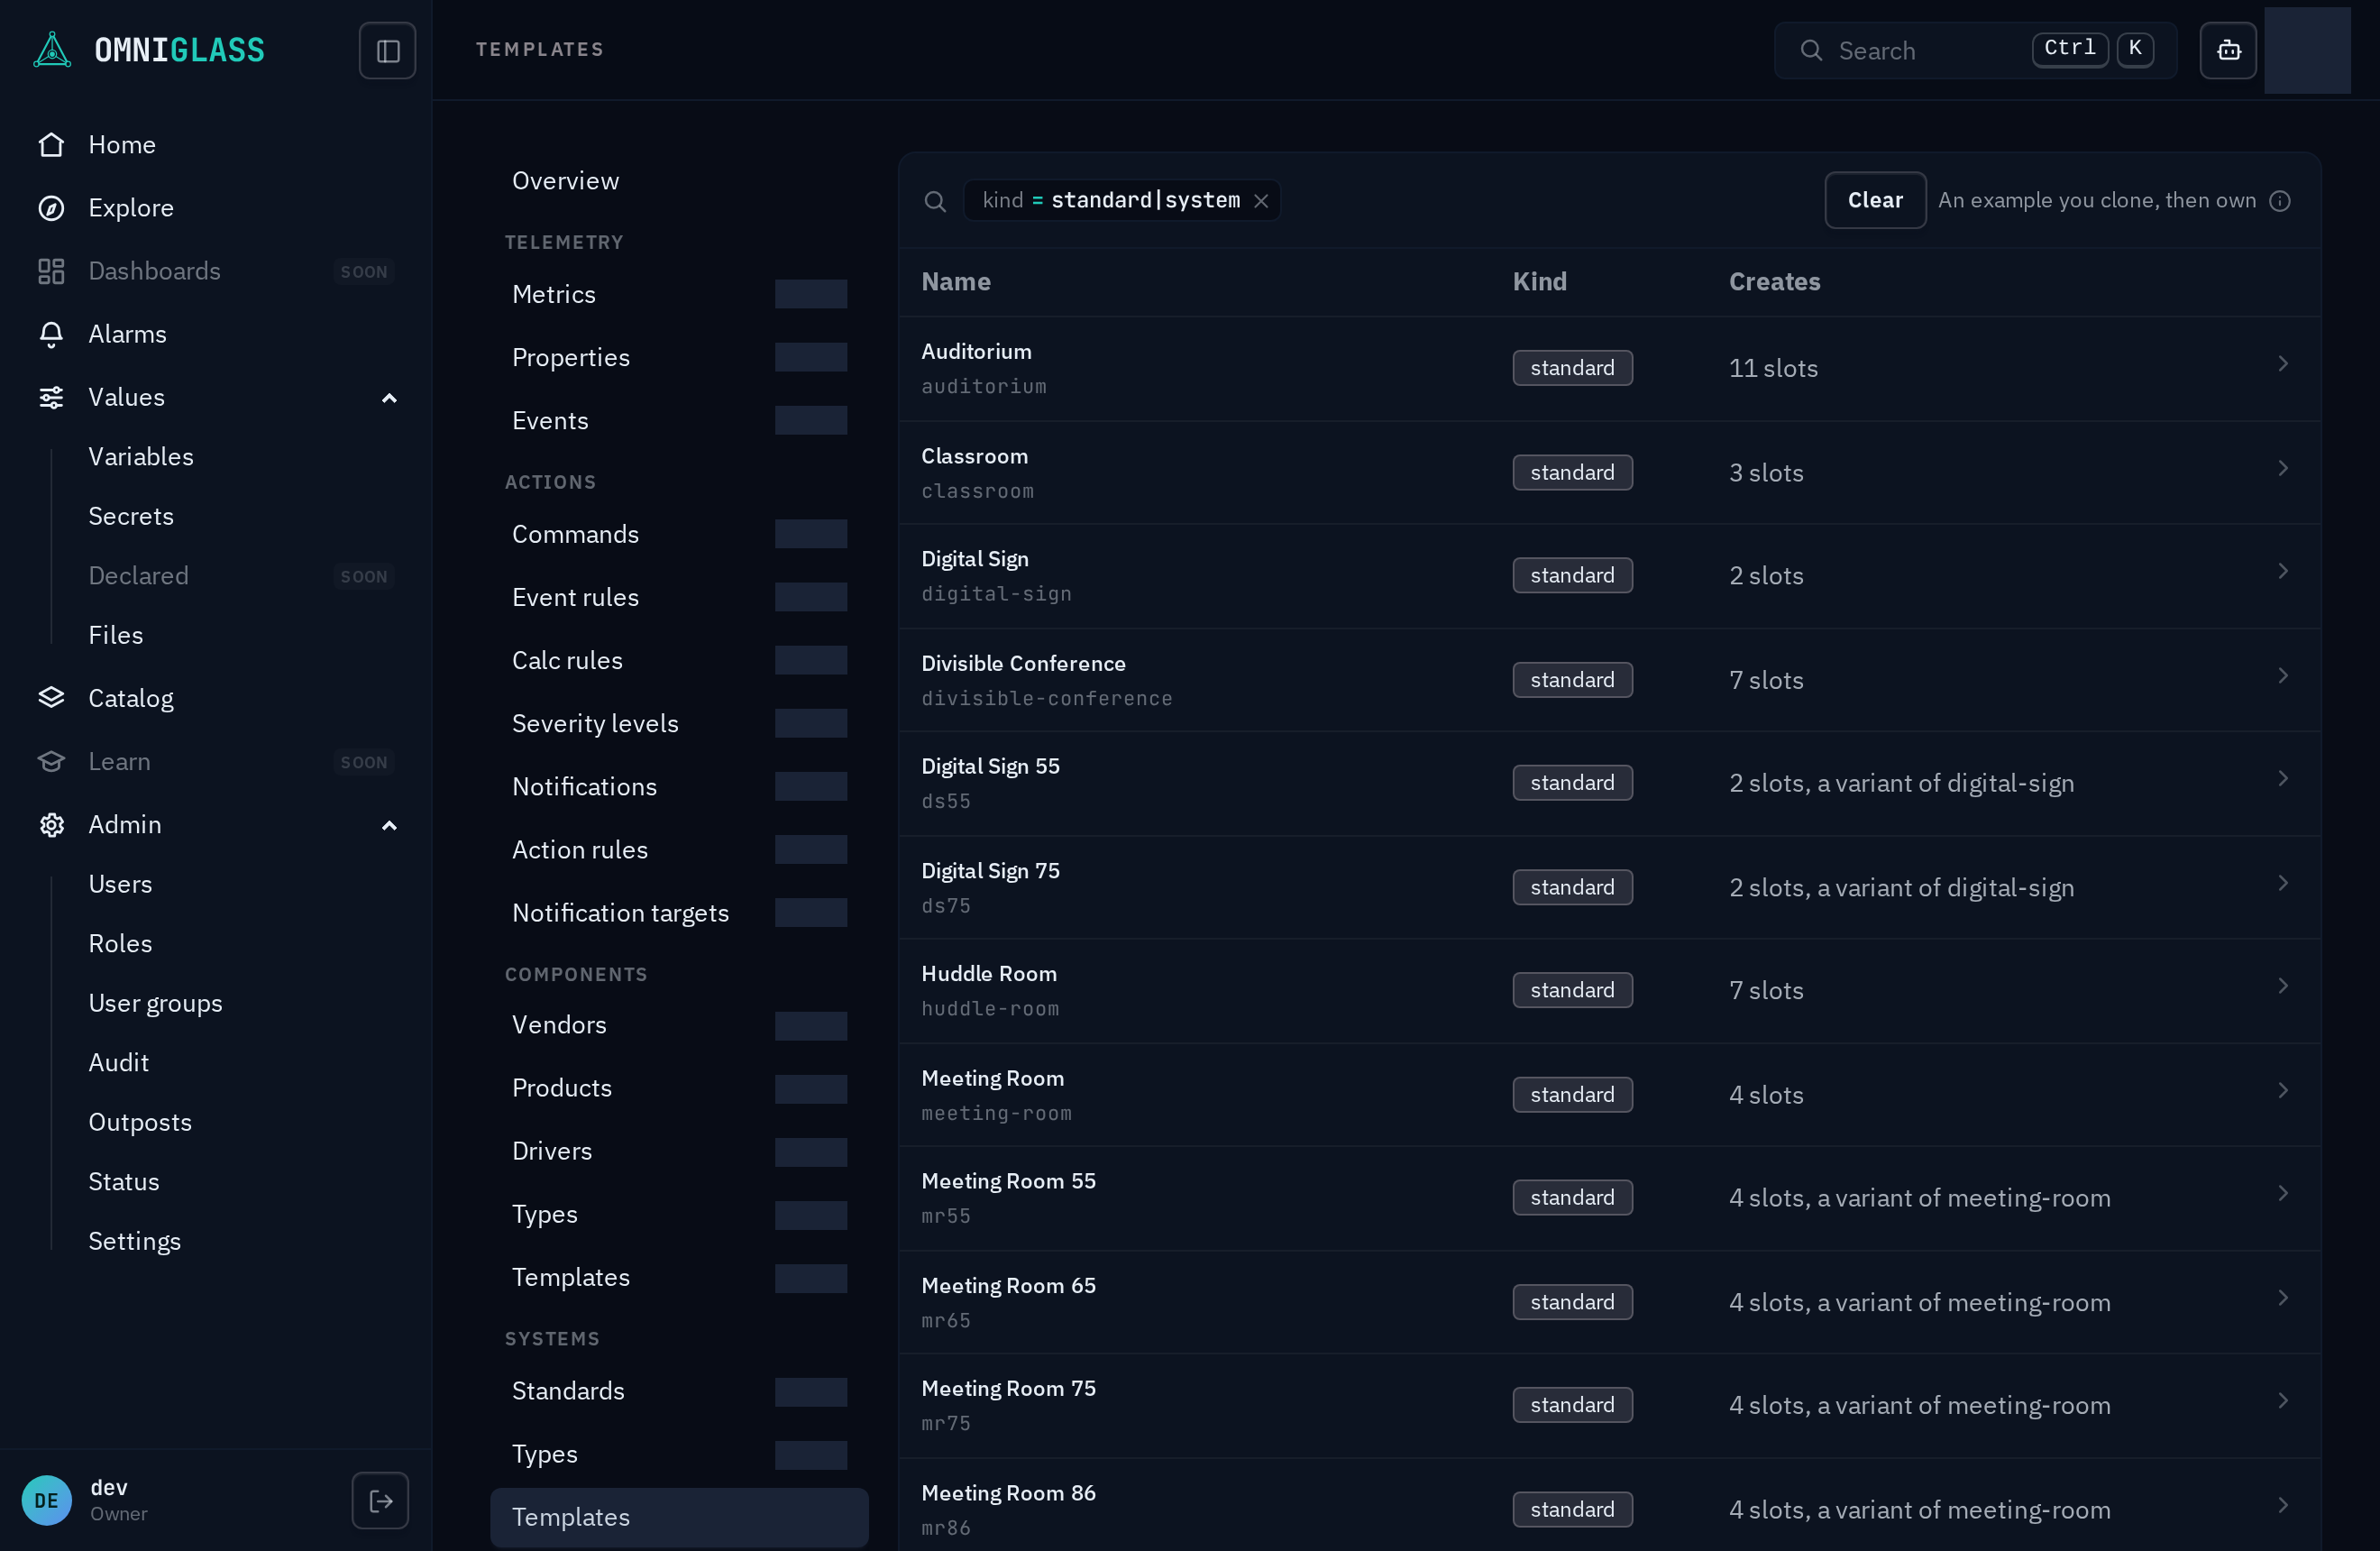 OMNIGLASS
TEMPLATES
Search
Ctrl K
Home
Explore
Dashboards SOON
Alarms
Values
Variables
Secrets
Declared SOON
Files
Catalog
Learn SOON
Admin
Users
Roles
User groups
Audit
Outposts
Status
Settings
DE
dev
Owner
Overview
TELEMETRY
Metrics
Properties
Events
ACTIONS
Commands
Event rules
Calc rules
Severity levels
Notifications
Action rules
Notification targets
COMPONENTS
Vendors
Products
Drivers
Types
Templates
SYSTEMS
Standards
Types
Templates
kind = standard|system
Clear An example you clone, then own
Name Kind Creates
Auditorium
auditorium
standard
11 slots
Classroom
classroom
standard
3 slots
Digital Sign
digital-sign
standard
2 slots
Divisible Conference
divisible-conference
standard
7 slots
Digital Sign 55
ds55
standard
2 slots, a variant of digital-sign
Digital Sign 75
ds75
standard
2 slots, a variant of digital-sign
Huddle Room
huddle-room
standard
7 slots
Meeting Room
meeting-room
standard
4 slots
Meeting Room 55
mr55
standard
4 slots, a variant of meeting-room
Meeting Room 65
mr65
standard
4 slots, a variant of meeting-room
Meeting Room 75
mr75
standard
4 slots, a variant of meeting-room
Meeting Room 86
mr86
standard
4 slots, a variant of meeting-room